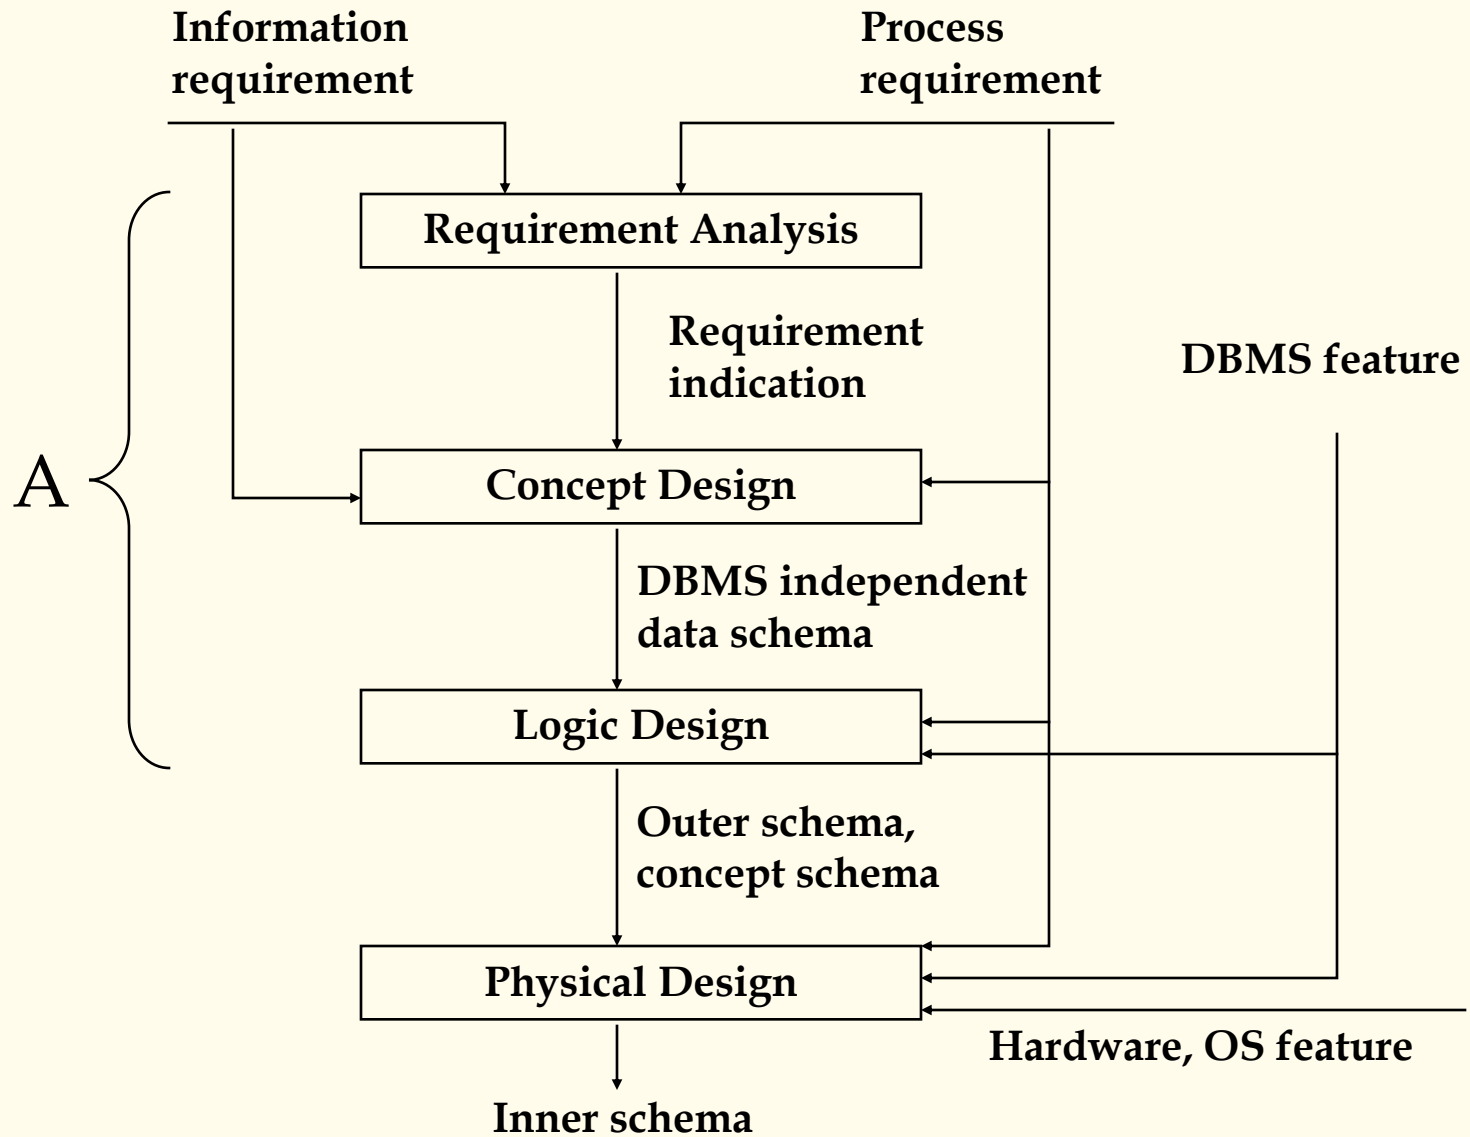 Information
requirement
Process
requirement
Requirement Analysis
Requirement
indication
DBMS feature
A
Concept Design
DBMS independent
data schema
Logic Design
Outer schema,
concept schema
Physical Design
Hardware, OS feature
Inner schema